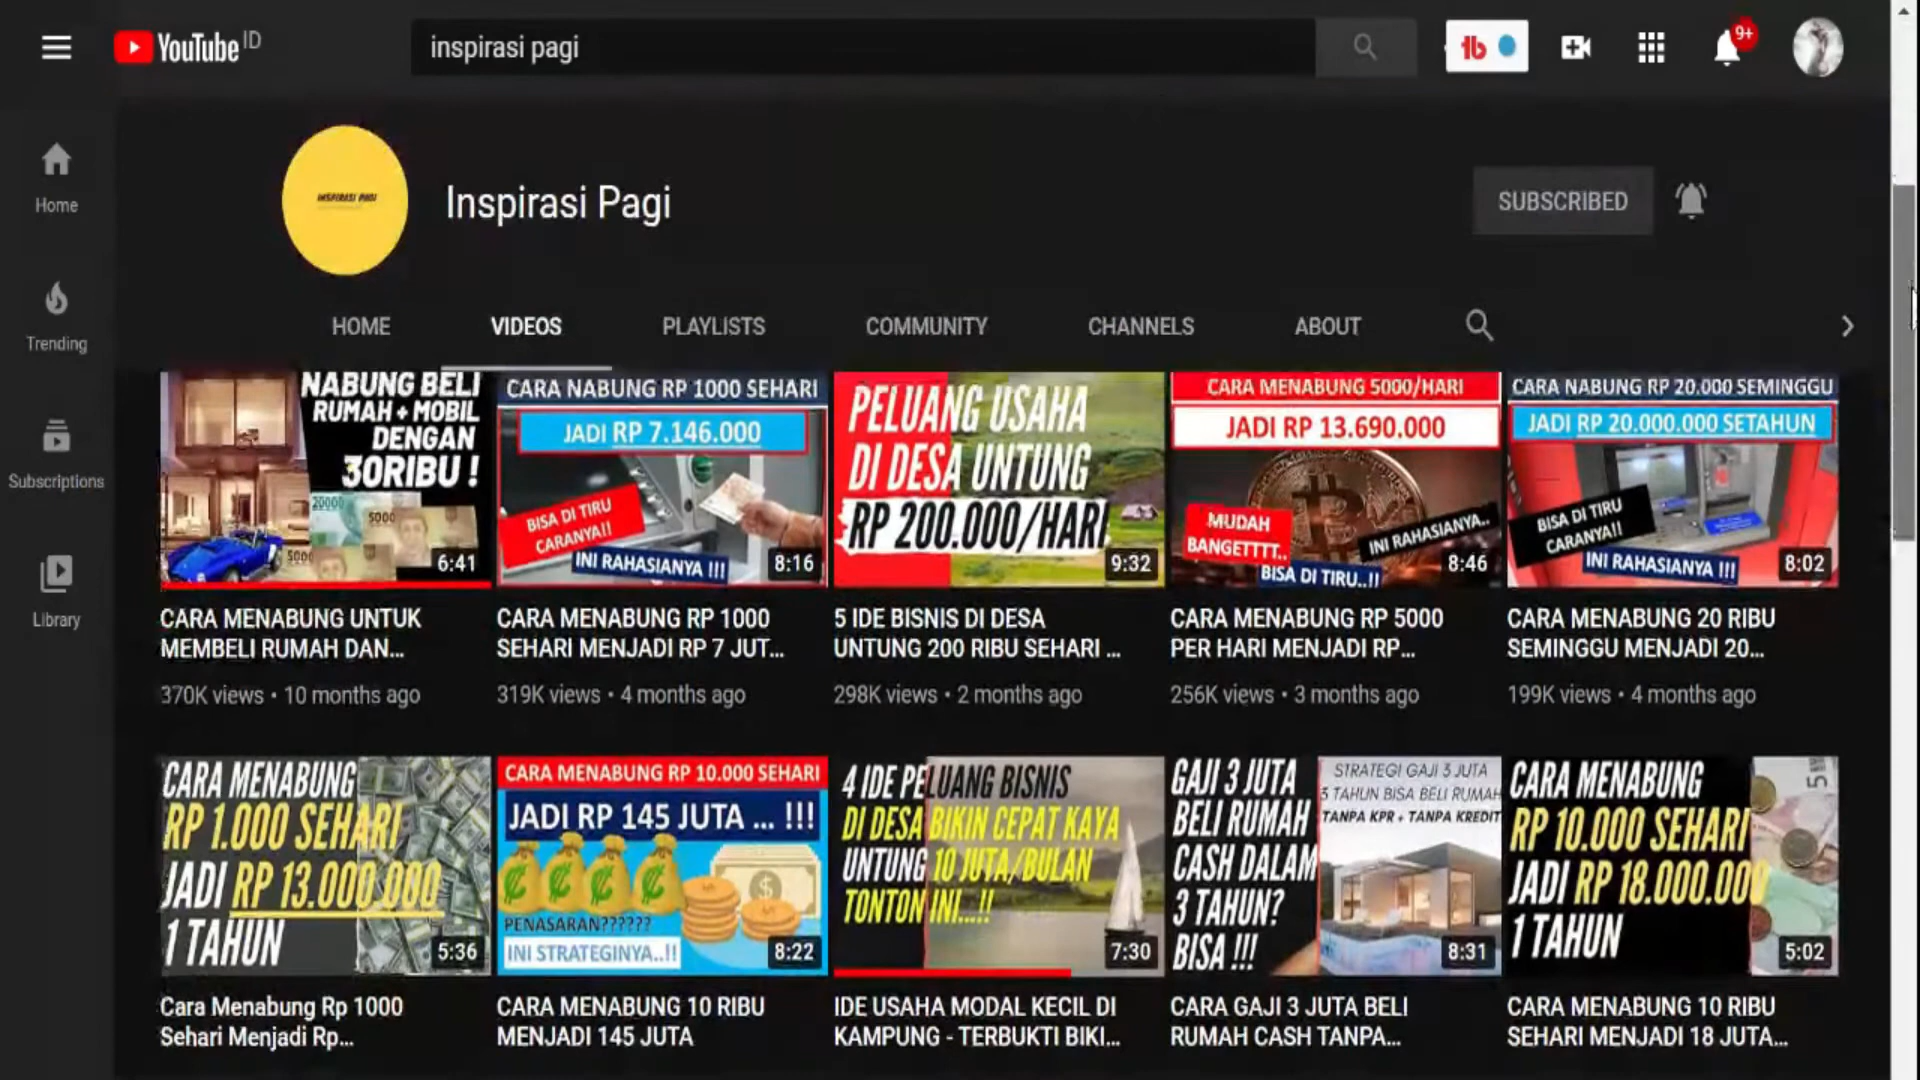 YouTube ID
inspirasi pagi
9+
Home
Trending
Subscriptions
Library
INSPIRASI PAGI
Inspirasi Pagi
SUBSCRIBED
HOME
VIDEOS
PLAYLISTS
COMMUNITY
CHANNELS
ABOUT
NABUNG BELI
RUMAH + MOBIL
DENGAN
30RIBU !
6:41
CARA MENABUNG UNTUK
MEMBELI RUMAH DAN...
370K views • 10 months ago
CARA NABUNG RP 1000 SEHARI
JADI RP 7.146.000
BISA DI TIRU
CARANYA!!
INI RAHASIANYA !!!
8:16
CARA MENABUNG RP 1000
SEHARI MENJADI RP 7 JUT...
319K views • 4 months ago
PELUANG USAHA
DI DESA UNTUNG
RP 200.000/HARI
9:32
5 IDE BISNIS DI DESA
UNTUNG 200 RIBU SEHARI ...
298K views • 2 months ago
CARA MENABUNG 5000/HARI
JADI RP 13.690.000
MUDAH
BANGETTTT..
INI RAHASIANYA..
BISA DI TIRU..!!
8:46
CARA MENABUNG RP 5000
PER HARI MENJADI RP...
256K views • 3 months ago
CARA NABUNG RP 20.000 SEMINGGU
JADI RP 20.000.000 SETAHUN
BISA DI TIRU
CARANYA!!
INI RAHASIANYA !!!
8:02
CARA MENABUNG 20 RIBU
SEMINGGU MENJADI 20...
199K views • 4 months ago
CARA MENABUNG
RP 1.000 SEHARI
JADI RP 13.000.000
1 TAHUN
5:36
Cara Menabung Rp 1000
Sehari Menjadi Rp...
CARA MENABUNG RP 10.000 SEHARI
JADI RP 145 JUTA ... !!!
PENASARAN??????
INI STRATEGINYA..!!
8:22
CARA MENABUNG 10 RIBU
MENJADI 145 JUTA
4 IDE PELUANG BISNIS
DI DESA BIKIN CEPAT KAYA
UNTUNG 10 JUTA/BULAN
TONTON INI...!!
7:30
IDE USAHA MODAL KECIL DI
KAMPUNG - TERBUKTI BIKI...
GAJI 3 JUTA
BELI RUMAH
CASH DALAM
3 TAHUN?
BISA !!!
STRATEGI GAJI 3 JUTA
3 TAHUN BISA BELI RUMAH
TANPA KPR + TANPA KREDIT
8:31
CARA GAJI 3 JUTA BELI
RUMAH CASH TANPA...
CARA MENABUNG
RP 10.000 SEHARI
JADI RP 18.000.000
1 TAHUN
5:02
CARA MENABUNG 10 RIBU
SEHARI MENJADI 18 JUTA...